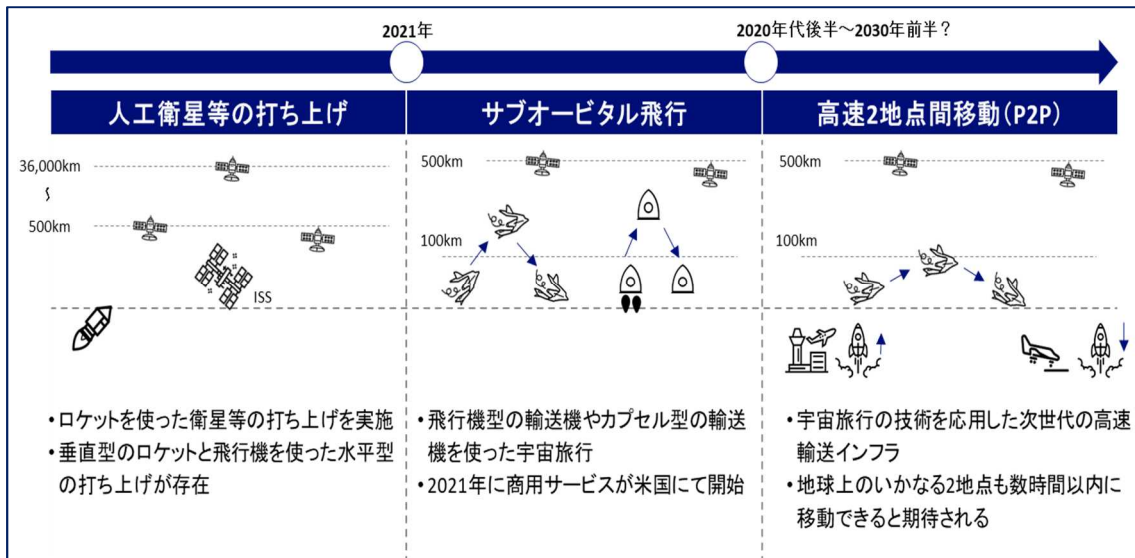 2021年
2020年代後半~2030年前半?
人工衛星等の打ち上げ
サブオービタル飛行
高速2地点間移動(P2P)
36,000km
~
500km
ISS
500km
100km
500km
100km
・ロケットを使った衛星等の打ち上げを実施
・垂直型のロケットと飛行機を使った水平型
の打ち上げが存在
・飛行機型の輸送機やカプセル型の輸送
機を使った宇宙旅行
・2021年に商用サービスが米国にて開始
・宇宙旅行の技術を応用した次世代の高速
輸送インフラ
・地球上のいかなる2地点も数時間以内に
移動できると期待される